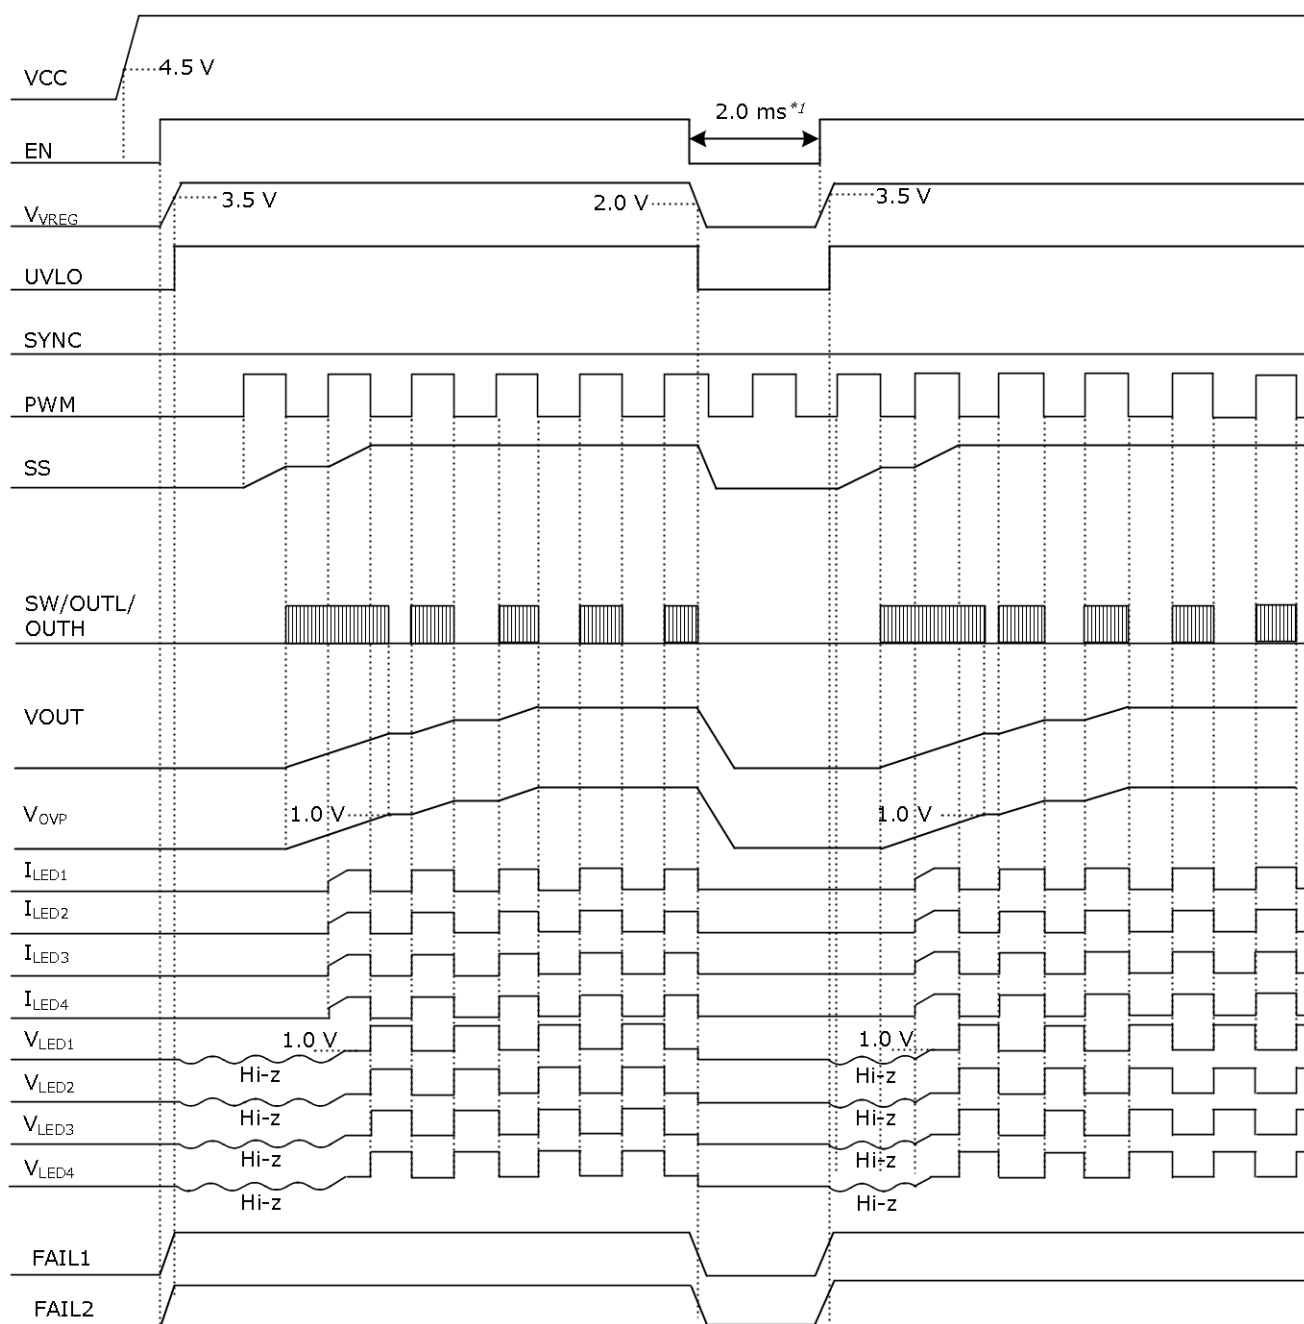 VCC
4.5 V
2.0 ms*1
EN
VVREG
3.5 V
2.0 V
3.5 V
UVLO
SYNC
PWM
SS
SW/OUTL/
OUTH
VOUT
VOVP
1.0 V
1.0 V
ILED1
ILED2
ILED3
ILED4
VLED1
1.0 V
1.0 V
Hi-z
Hi-z
VLED2
Hi-z
Hi-z
VLED3
Hi-z
Hi-z
VLED4
Hi-z
Hi-z
FAIL1
FAIL2